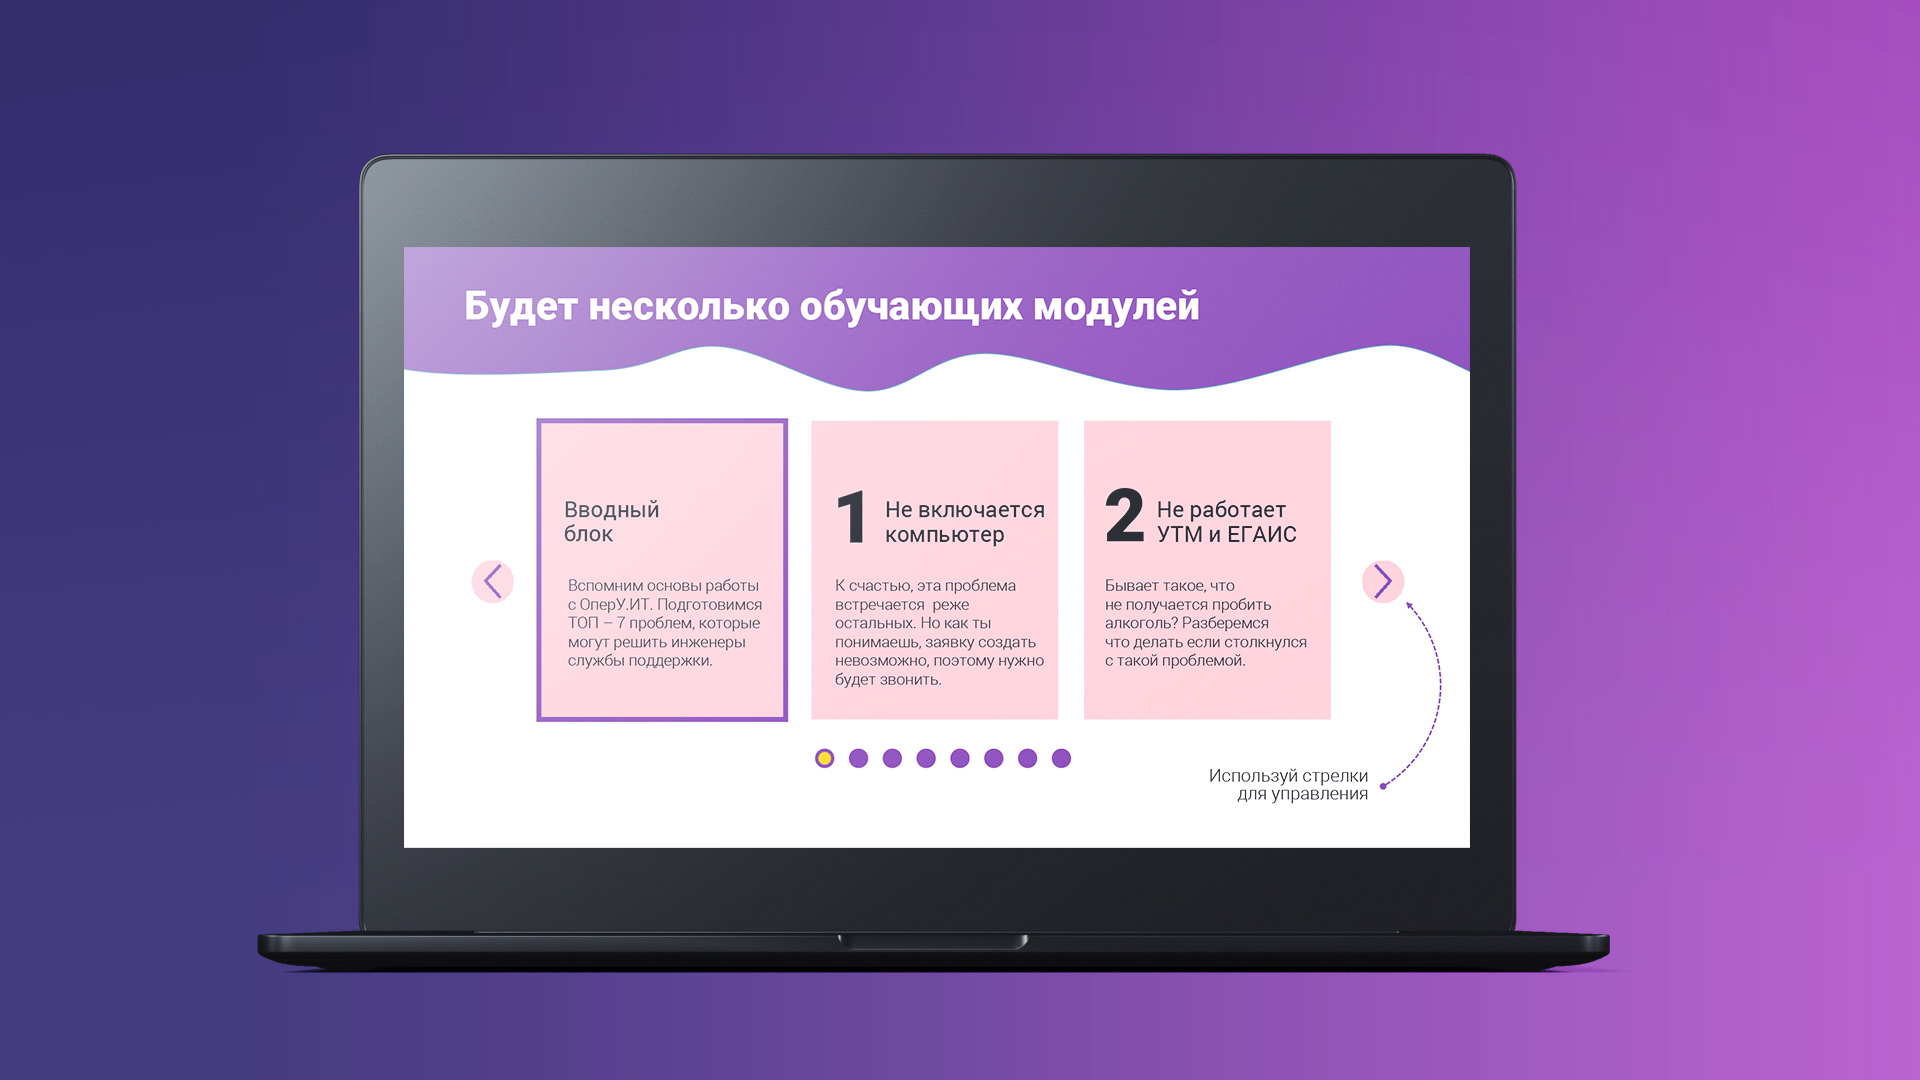 Будет несколько обучающих модулей
Вводный
блок
Вспомним основы работы
с ОперУ.ИТ. Подготовимся
ТОП – 7 проблем, которые
могут решить инженеры
службы поддержки.
1
Не включается
компьютер
К счастью, эта проблема
встречается реже
остальных. Но как ты
понимаешь, заявку создать
невозможно, поэтому нужно
будет звонить.
2
Не работает
УТМ и ЕГАИС
Бывает такое, что
не получается пробить
алкоголь? Разберемся
что делать если столкнулся
с такой проблемой.
Используй стрелки
для управления